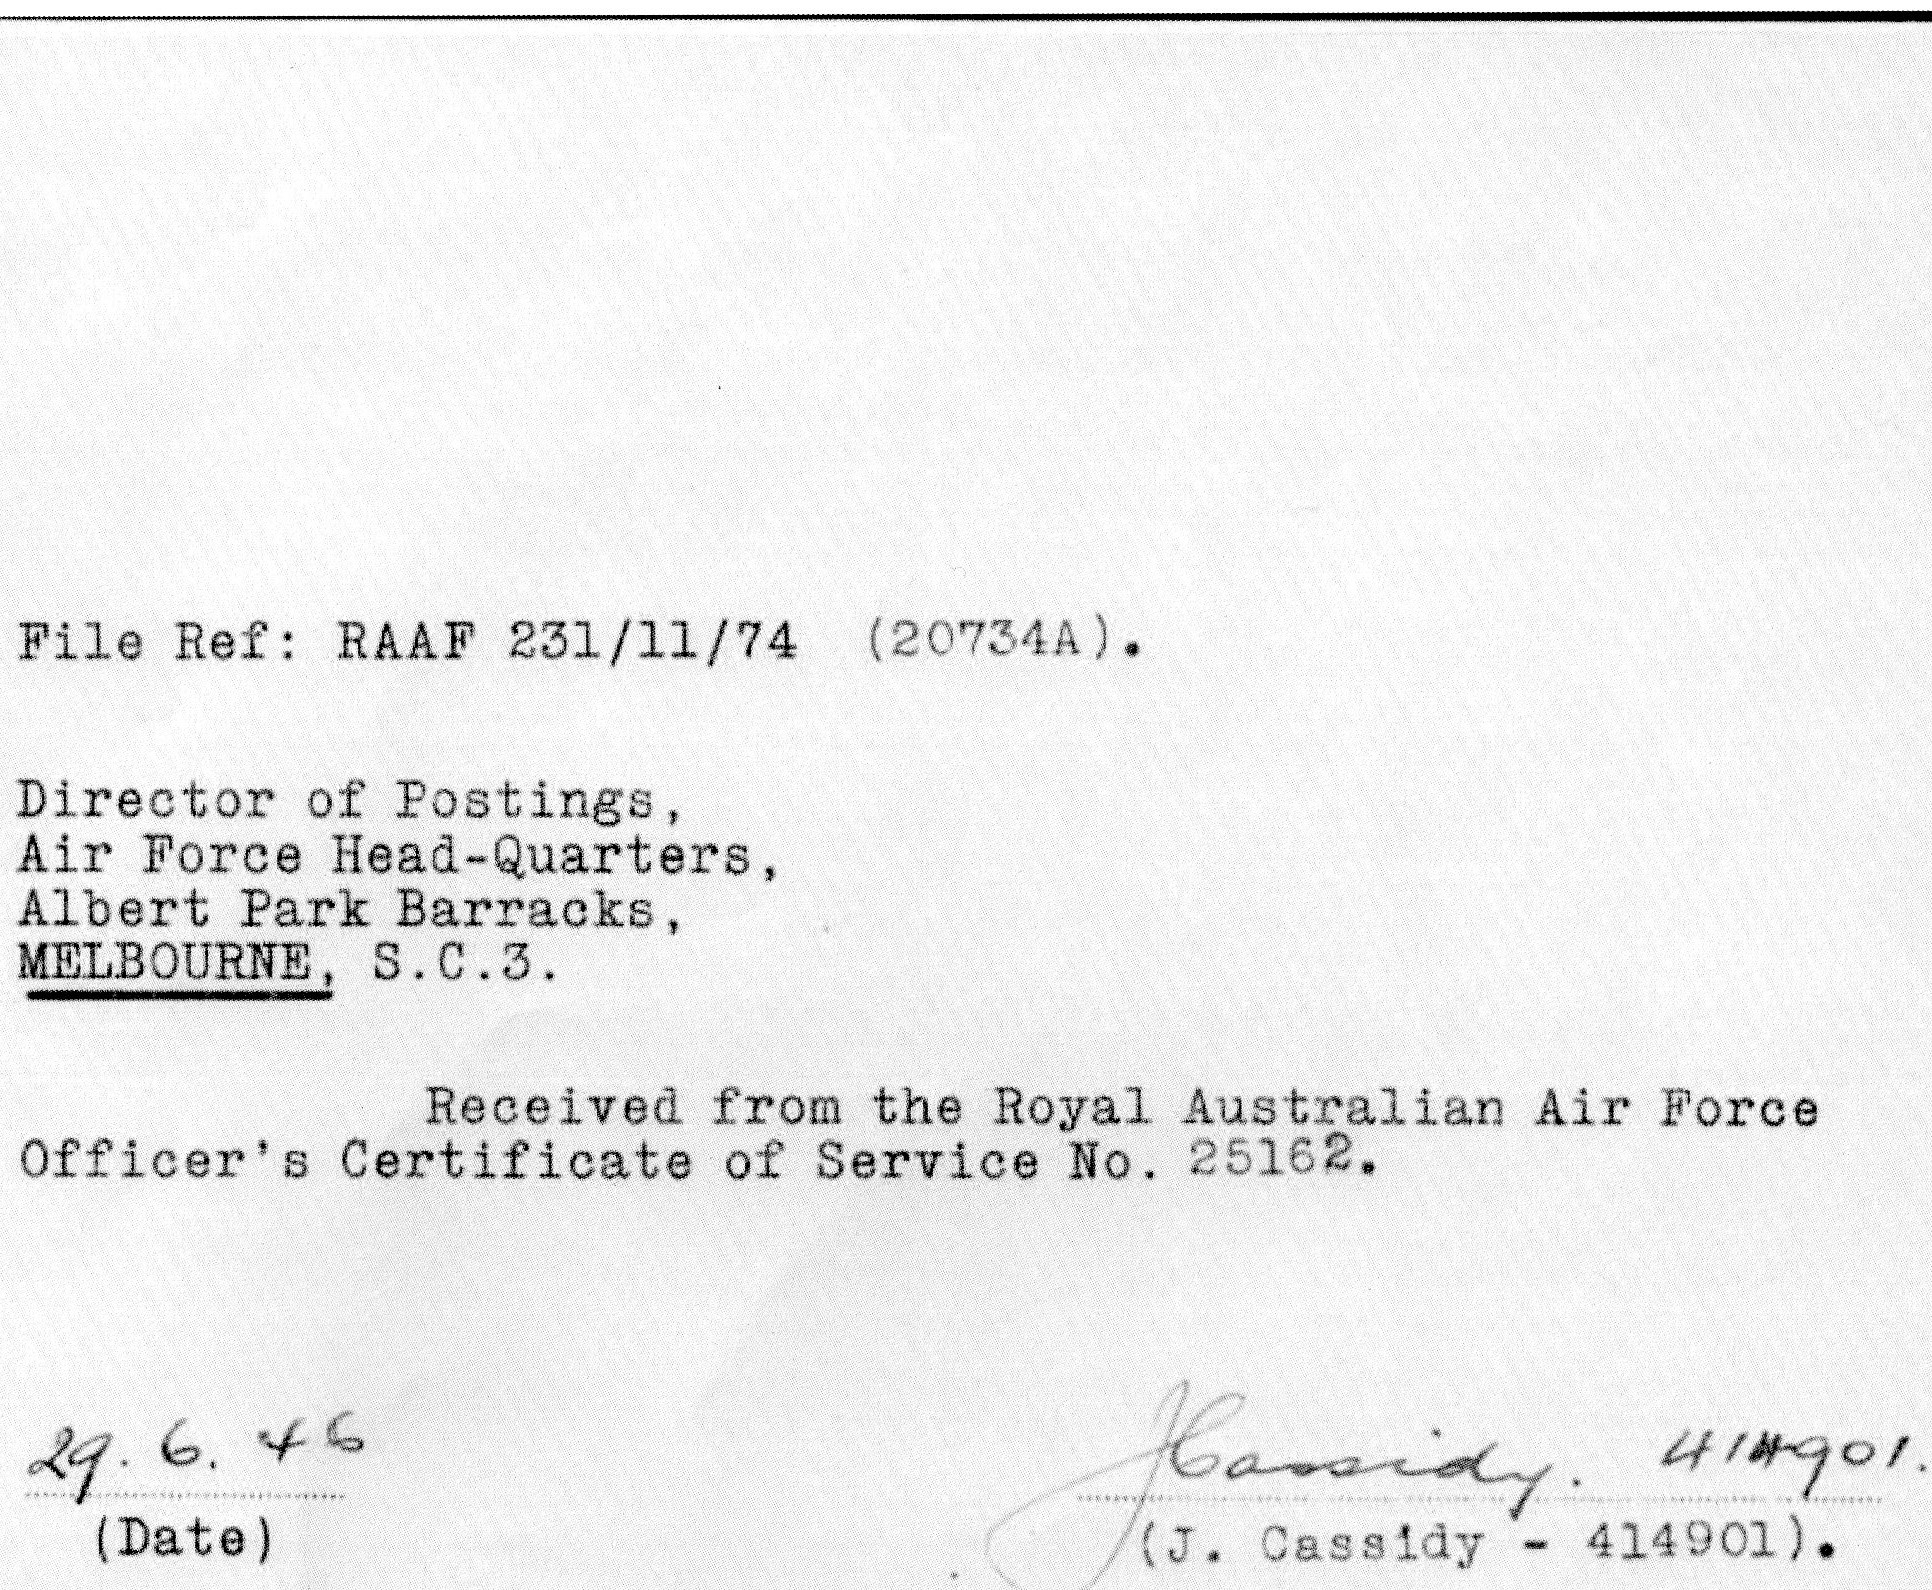 File Ref: RAAF 231/11/74 (20734A).
Director of Postings,
Air Force Head-Quarters,
Albert Park Barracks,
MELBOURNE, S.C.3.
Received from the Royal Australian Air Force
Officer's Certificate of Service No. 25162.
29. 6. 46 JCassidy. 414901.
(Date) (J. Cassidy - 414901).